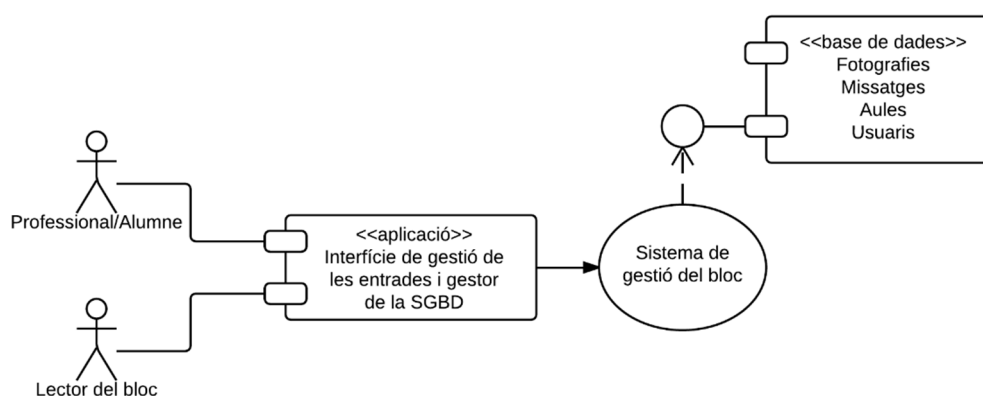 <<base de dades>>
Fotografies
Missatges
Aules
Usuaris
Professional/Alumne
<<aplicació>>
Interfície de gestió de
les entrades i gestor
de la SGBD
Sistema de
gestió del bloc
Lector del bloc